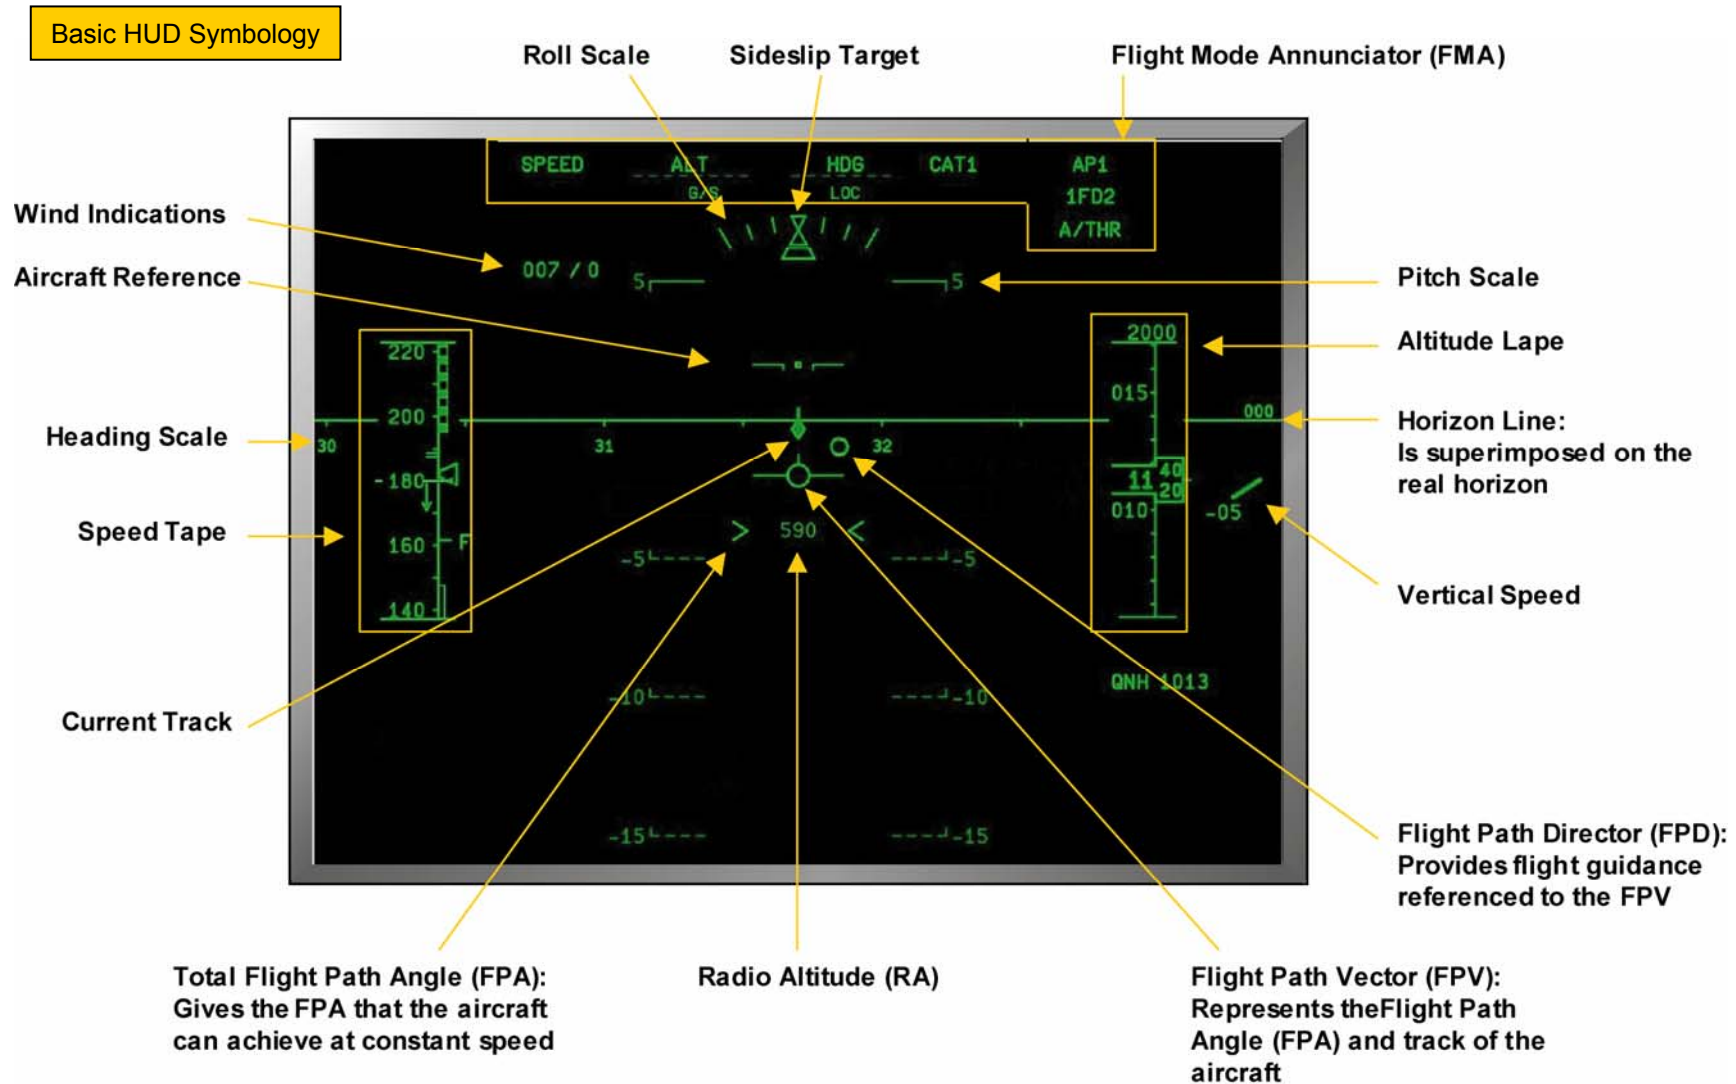 Basic HUD Symbology
Roll Scale
Sideslip Target
Flight Mode Annunciator (FMA)
SPEED ALT HDG CAT1 AP1
G/S LOC 1FD2
A/THR
Wind Indications
007 / 0
Aircraft Reference
5 5
Pitch Scale
220
2000
Altitude Lape
015
200
000
Horizon Line:
Is superimposed on the
real horizon
Heading Scale
30 31 32
180
11 40
20
010
-05
Speed Tape
590
160 F
-5 -5
140
Vertical Speed
QNH 1013
-10 -10
Current Track
-15 -15
Flight Path Director (FPD):
Provides flight guidance
referenced to the FPV
Total Flight Path Angle (FPA):
Gives the FPA that the aircraft
can achieve at constant speed
Radio Altitude (RA)
Flight Path Vector (FPV):
Represents theFlight Path
Angle (FPA) and track of the
aircraft